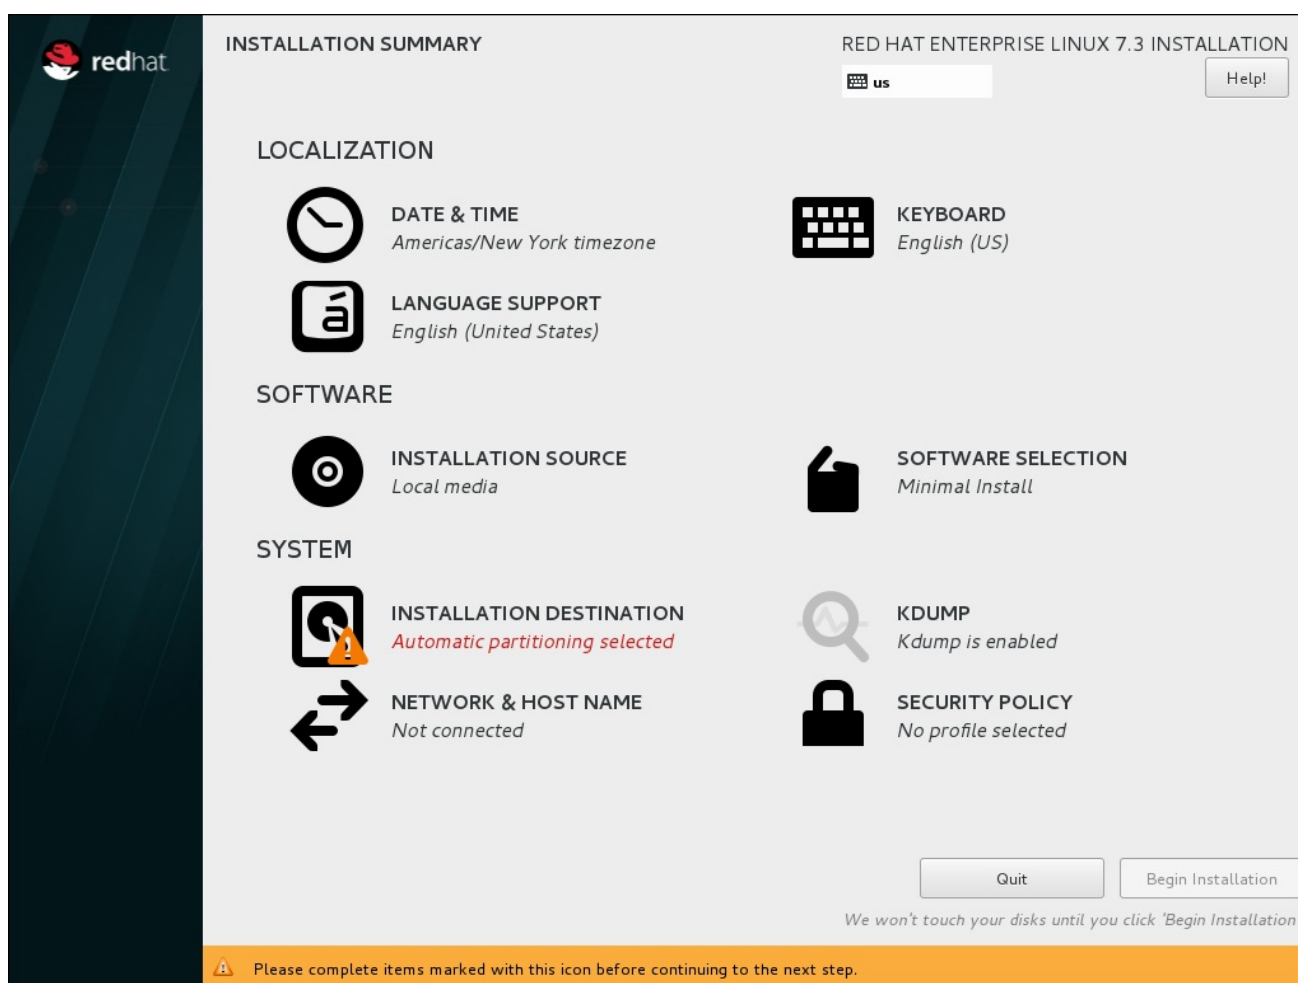 redhat.
INSTALLATION SUMMARY
RED HAT ENTERPRISE LINUX 7.3 INSTALLATION
us
Help!
LOCALIZATION
DATE & TIME
Americas/New York timezone
KEYBOARD
English (US)
á
LANGUAGE SUPPORT
English (United States)
SOFTWARE
INSTALLATION SOURCE
Local media
SOFTWARE SELECTION
Minimal Install
SYSTEM
INSTALLATION DESTINATION
Automatic partitioning selected
KDUMP
Kdump is enabled
NETWORK & HOST NAME
Not connected
SECURITY POLICY
No profile selected
Quit
Begin Installation
We won't touch your disks until you click 'Begin Installation
Please complete items marked with this icon before continuing to the next step.